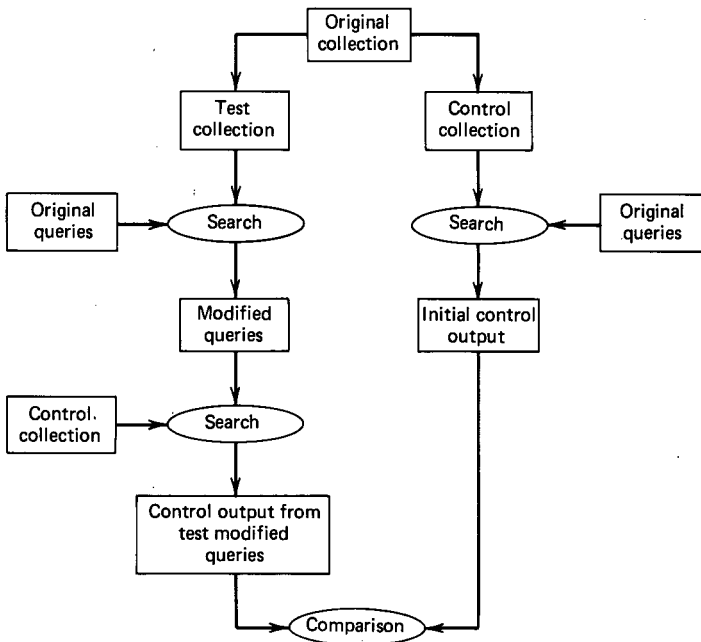 Original
collection
Test
collection
Control
collection
Original
queries
Search
Search
Original
queries
Modified
queries
Initial control
output
Control
collection
Search
Control output from
test modified
queries
Comparison